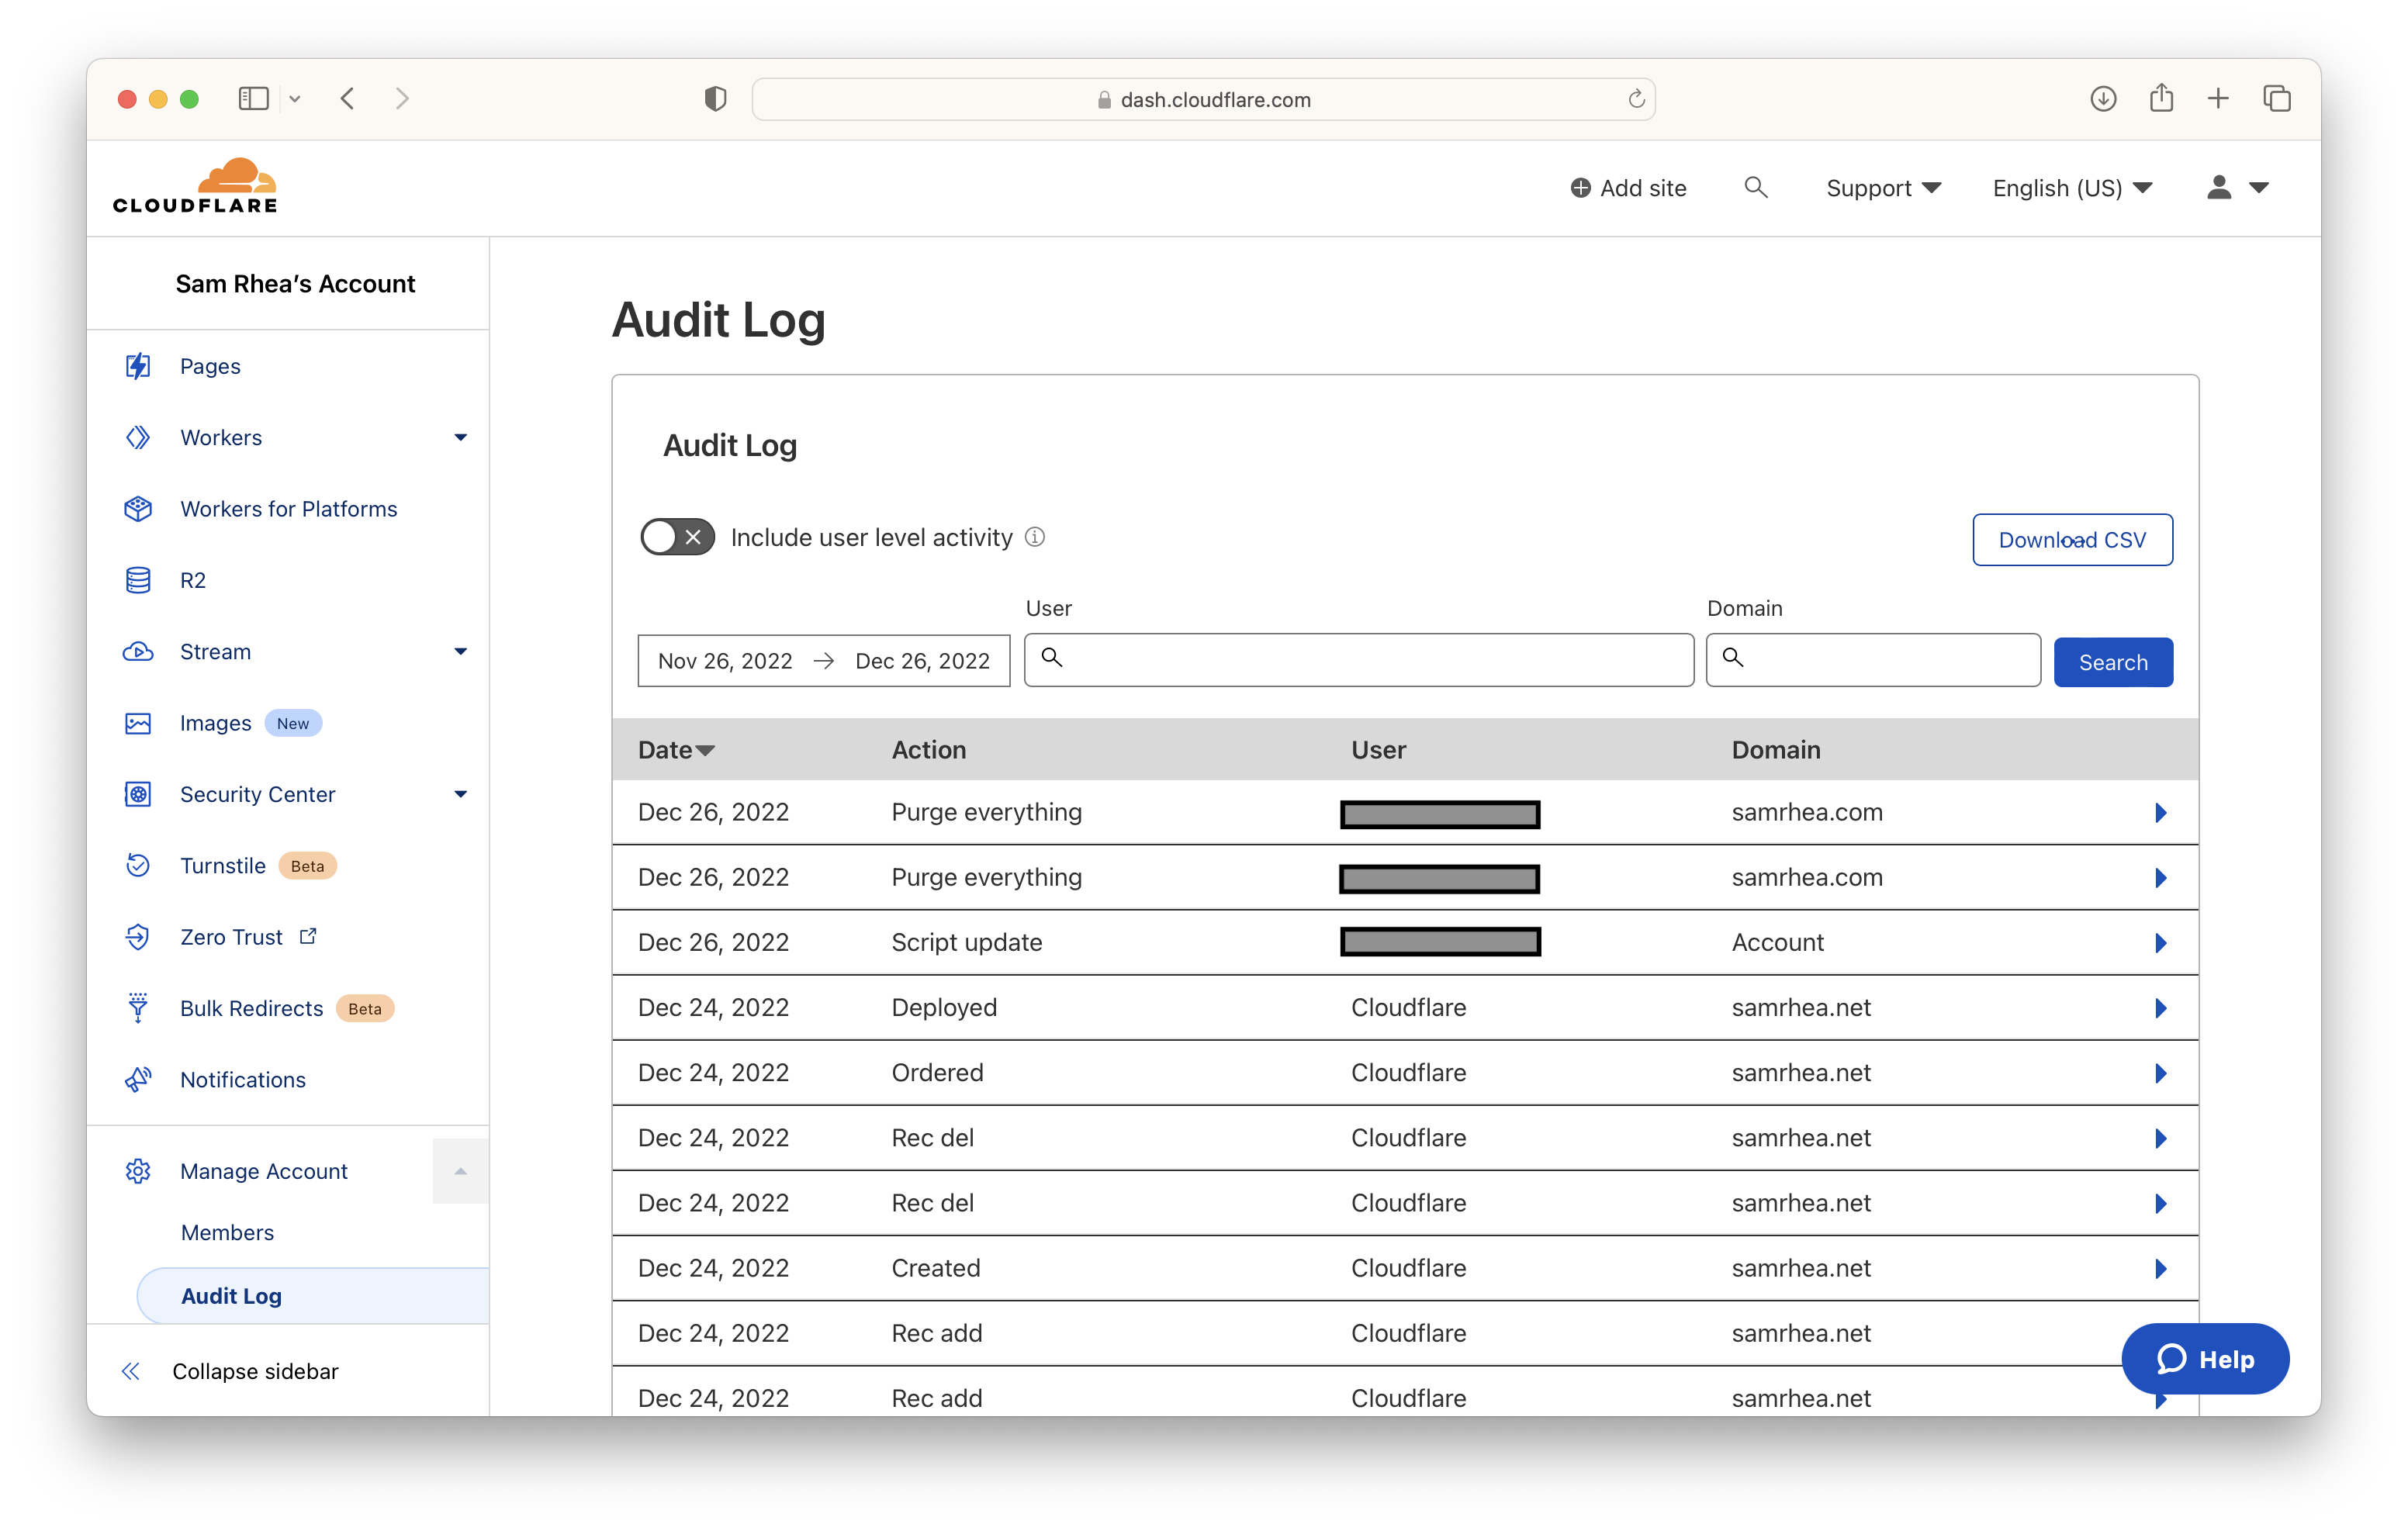 dash.cloudflare.com
CLOUDFLARE
Add site
Support
English (US)
Sam Rhea’s Account
Pages
Workers
Workers for Platforms
R2
Stream
Images New
Security Center
Turnstile Beta
Zero Trust
Bulk Redirects Beta
Notifications
Manage Account
Members
Audit Log
Collapse sidebar
Audit Log
Audit Log
Include user level activity
Download CSV
User
Domain
Nov 26, 2022 → Dec 26, 2022
Search
Date Action User Domain
Dec 26, 2022 Purge everything samrhea.com
Dec 26, 2022 Purge everything samrhea.com
Dec 26, 2022 Script update Account
Dec 24, 2022 Deployed Cloudflare samrhea.net
Dec 24, 2022 Ordered Cloudflare samrhea.net
Dec 24, 2022 Rec del Cloudflare samrhea.net
Dec 24, 2022 Rec del Cloudflare samrhea.net
Dec 24, 2022 Created Cloudflare samrhea.net
Dec 24, 2022 Rec add Cloudflare samrhea.net
Dec 24, 2022 Rec add Cloudflare samrhea.net
Help